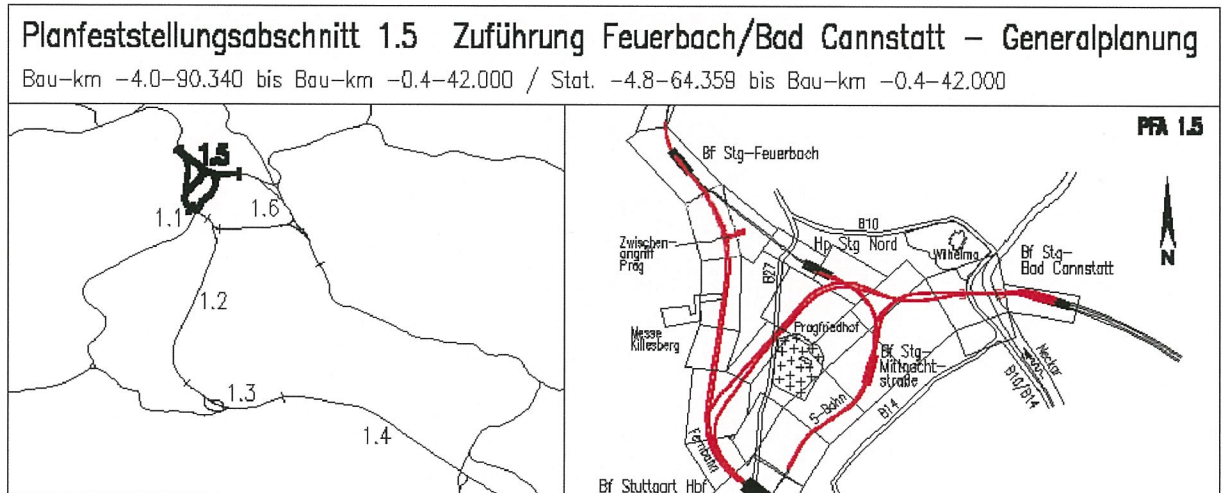 Planfeststellungsabschnitt 1.5 Zuführung Feuerbach/Bad Cannstatt – Generalplanung
Bau-km -4.0-90.340 bis Bau-km -0.4-42.000 / Stat. -4.8-64.359 bis Bau-km -0.4-42.000
1.5
1.1
1.6
1.2
1.3
1.4
PFA 1.5
Bf Stg-Feuerbach
B10
Zwischen-
angriff
Prag
Hp Stg Nord
Wilhelma
Bf Stg-
Bad Cannstatt
N
B27
Messe
Killesberg
Pragfriedhof
Bf Stg-
Mittnacht-
straße
Neckar
B10/B14
S-Bahn
B14
Fernbahn
Bf Stuttgart Hbf